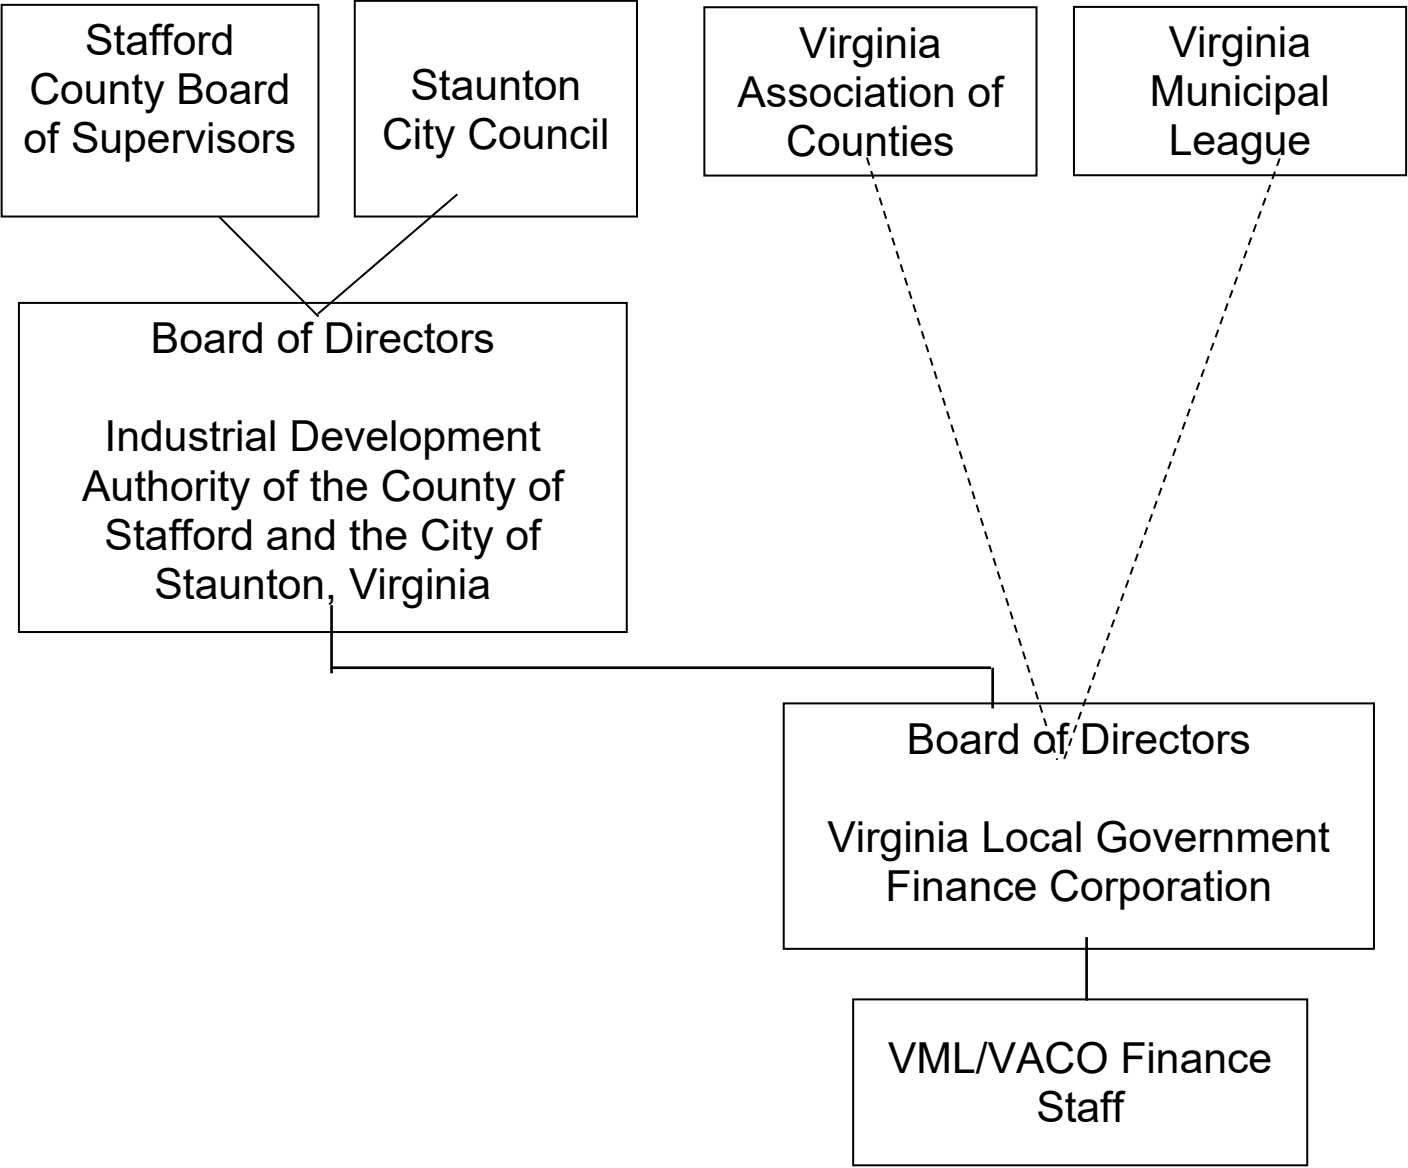 Stafford
County Board
of Supervisors
Staunton
City Council
Virginia
Association of
Counties
Virginia
Municipal
League
Board of Directors
Industrial Development
Authority of the County of
Stafford and the City of
Staunton, Virginia
Board of Directors
Virginia Local Government
Finance Corporation
VML/VACO Finance
Staff